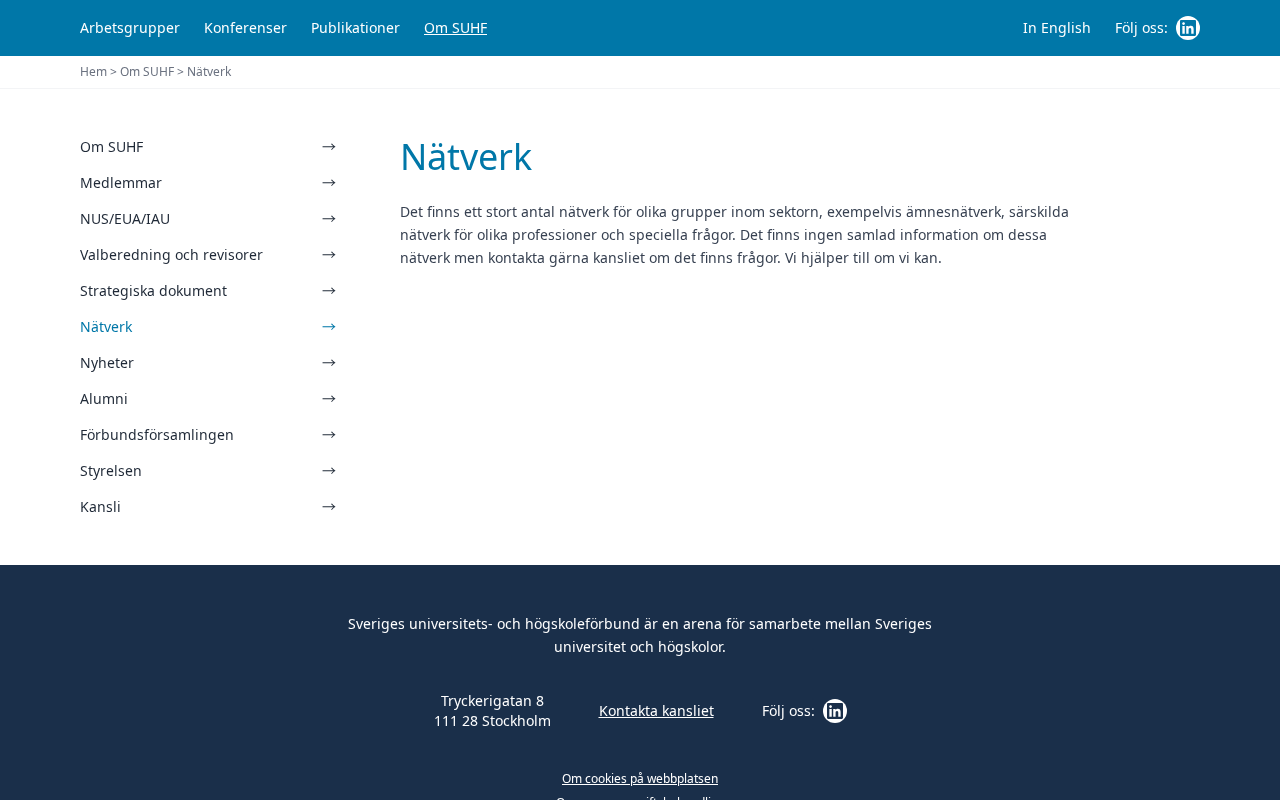 Arbetsgrupper Konferenser Publikationer Om SUHF In English Följ oss:
Hem > Om SUHF > Nätverk
Om SUHF →
Medlemmar →
NUS/EUA/IAU →
Valberedning och revisorer →
Strategiska dokument →
Nätverk →
Nyheter →
Alumni →
Förbundsförsamlingen →
Styrelsen →
Kansli →
Nätverk
Det finns ett stort antal nätverk för olika grupper inom sektorn, exempelvis ämnesnätverk, särskilda
nätverk för olika professioner och speciella frågor. Det finns ingen samlad information om dessa
nätverk men kontakta gärna kansliet om det finns frågor. Vi hjälper till om vi kan.
Sveriges universitets- och högskoleförbund är en arena för samarbete mellan Sveriges
universitet och högskolor.
Tryckerigatan 8
111 28 Stockholm
Kontakta kansliet
Följ oss:
Om cookies på webbplatsen